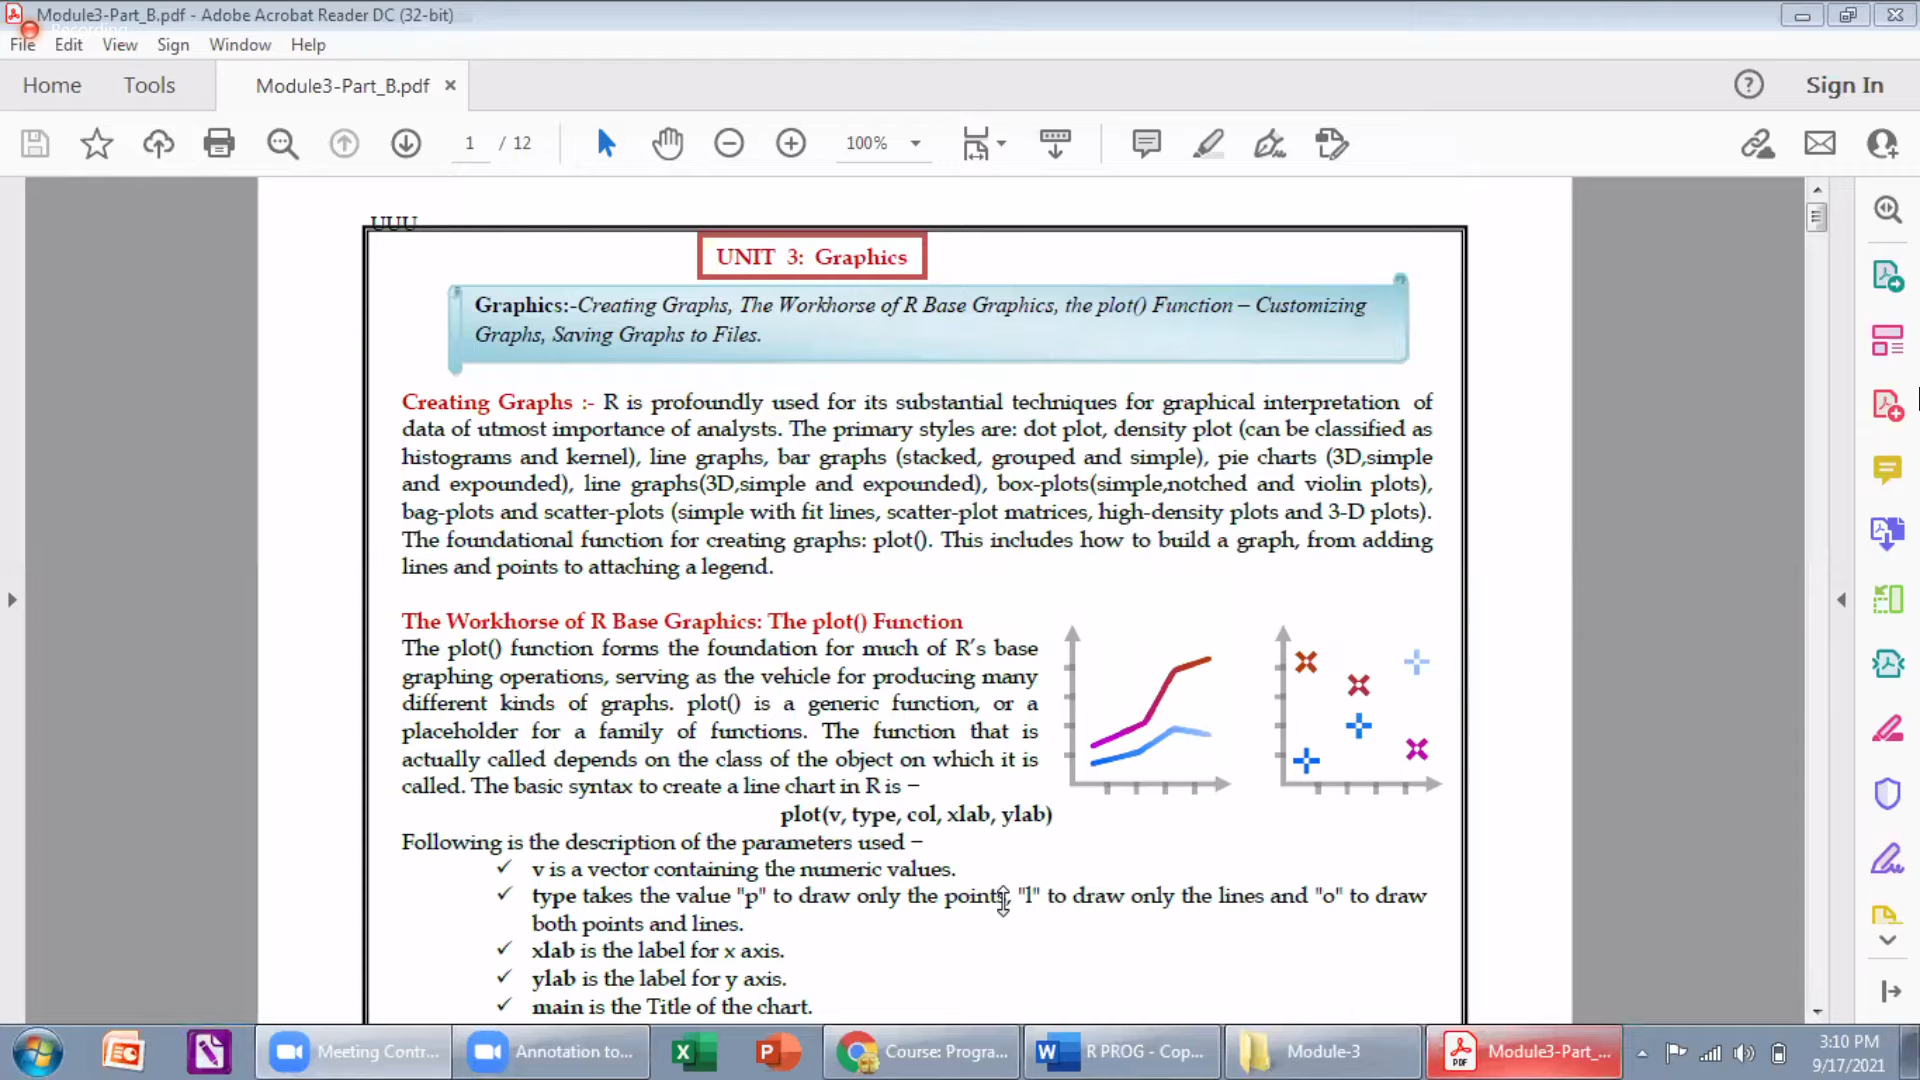 Module3-Part_B.pdf - Adobe Acrobat Reader DC (32-bit)
Recording
File Edit View Sign Window Help
Home Tools Module3-Part_B.pdf × Sign In
1 / 12 100%
UUU
UNIT 3: Graphics
Graphics:-Creating Graphs, The Workhorse of R Base Graphics, the plot() Function – Customizing
Graphs, Saving Graphs to Files.
Creating Graphs :- R is profoundly used for its substantial techniques for graphical interpretation of
data of utmost importance of analysts. The primary styles are: dot plot, density plot (can be classified as
histograms and kernel), line graphs, bar graphs (stacked, grouped and simple), pie charts (3D,simple
and expounded), line graphs(3D,simple and expounded), box-plots(simple,notched and violin plots),
bag-plots and scatter-plots (simple with fit lines, scatter-plot matrices, high-density plots and 3-D plots).
The foundational function for creating graphs: plot(). This includes how to build a graph, from adding
lines and points to attaching a legend.
The Workhorse of R Base Graphics: The plot() Function
The plot() function forms the foundation for much of R’s base
graphing operations, serving as the vehicle for producing many
different kinds of graphs. plot() is a generic function, or a
placeholder for a family of functions. The function that is
actually called depends on the class of the object on which it is
called. The basic syntax to create a line chart in R is −
plot(v, type, col, xlab, ylab)
Following is the description of the parameters used −
✓ v is a vector containing the numeric values.
✓ type takes the value "p" to draw only the points, "l" to draw only the lines and "o" to draw
both points and lines.
✓ xlab is the label for x axis.
✓ ylab is the label for y axis.
✓ main is the Title of the chart.
Meeting Contr... Annotation to... Course: Progra... R PROG - Cop... Module-3 Module3-Part_...
3:10 PM
9/17/2021